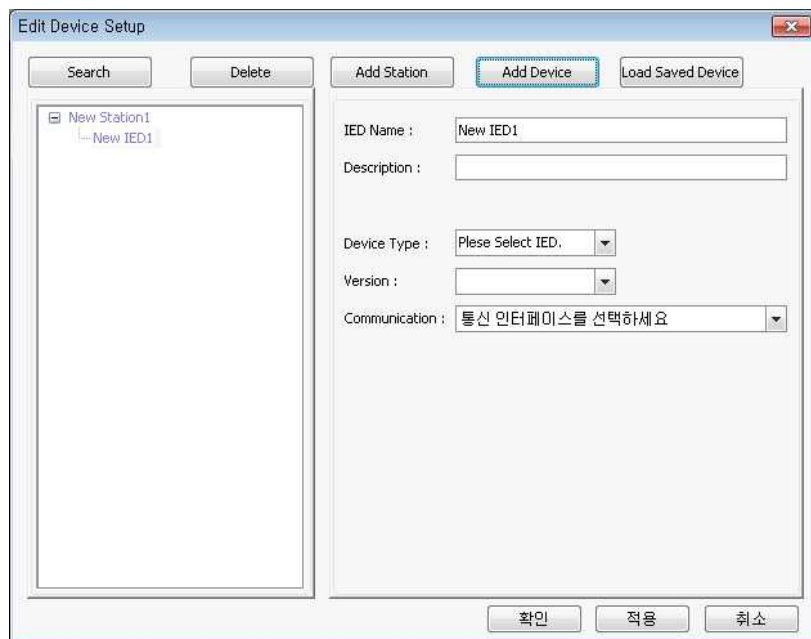 Edit Device Setup
Search
Delete
Add Station
Add Device
Load Saved Device
New Station1
New IED1
IED Name :
New IED1
Description :
Device Type :
Plese Select IED.
Version :
Communication :
통신 인터페이스를 선택하세요
확인
적용
취소